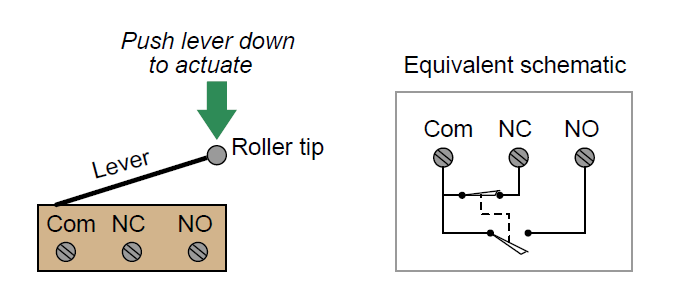 Push lever down
to actuate
Lever
Roller tip
Com NC NO
Equivalent schematic
Com NC NO